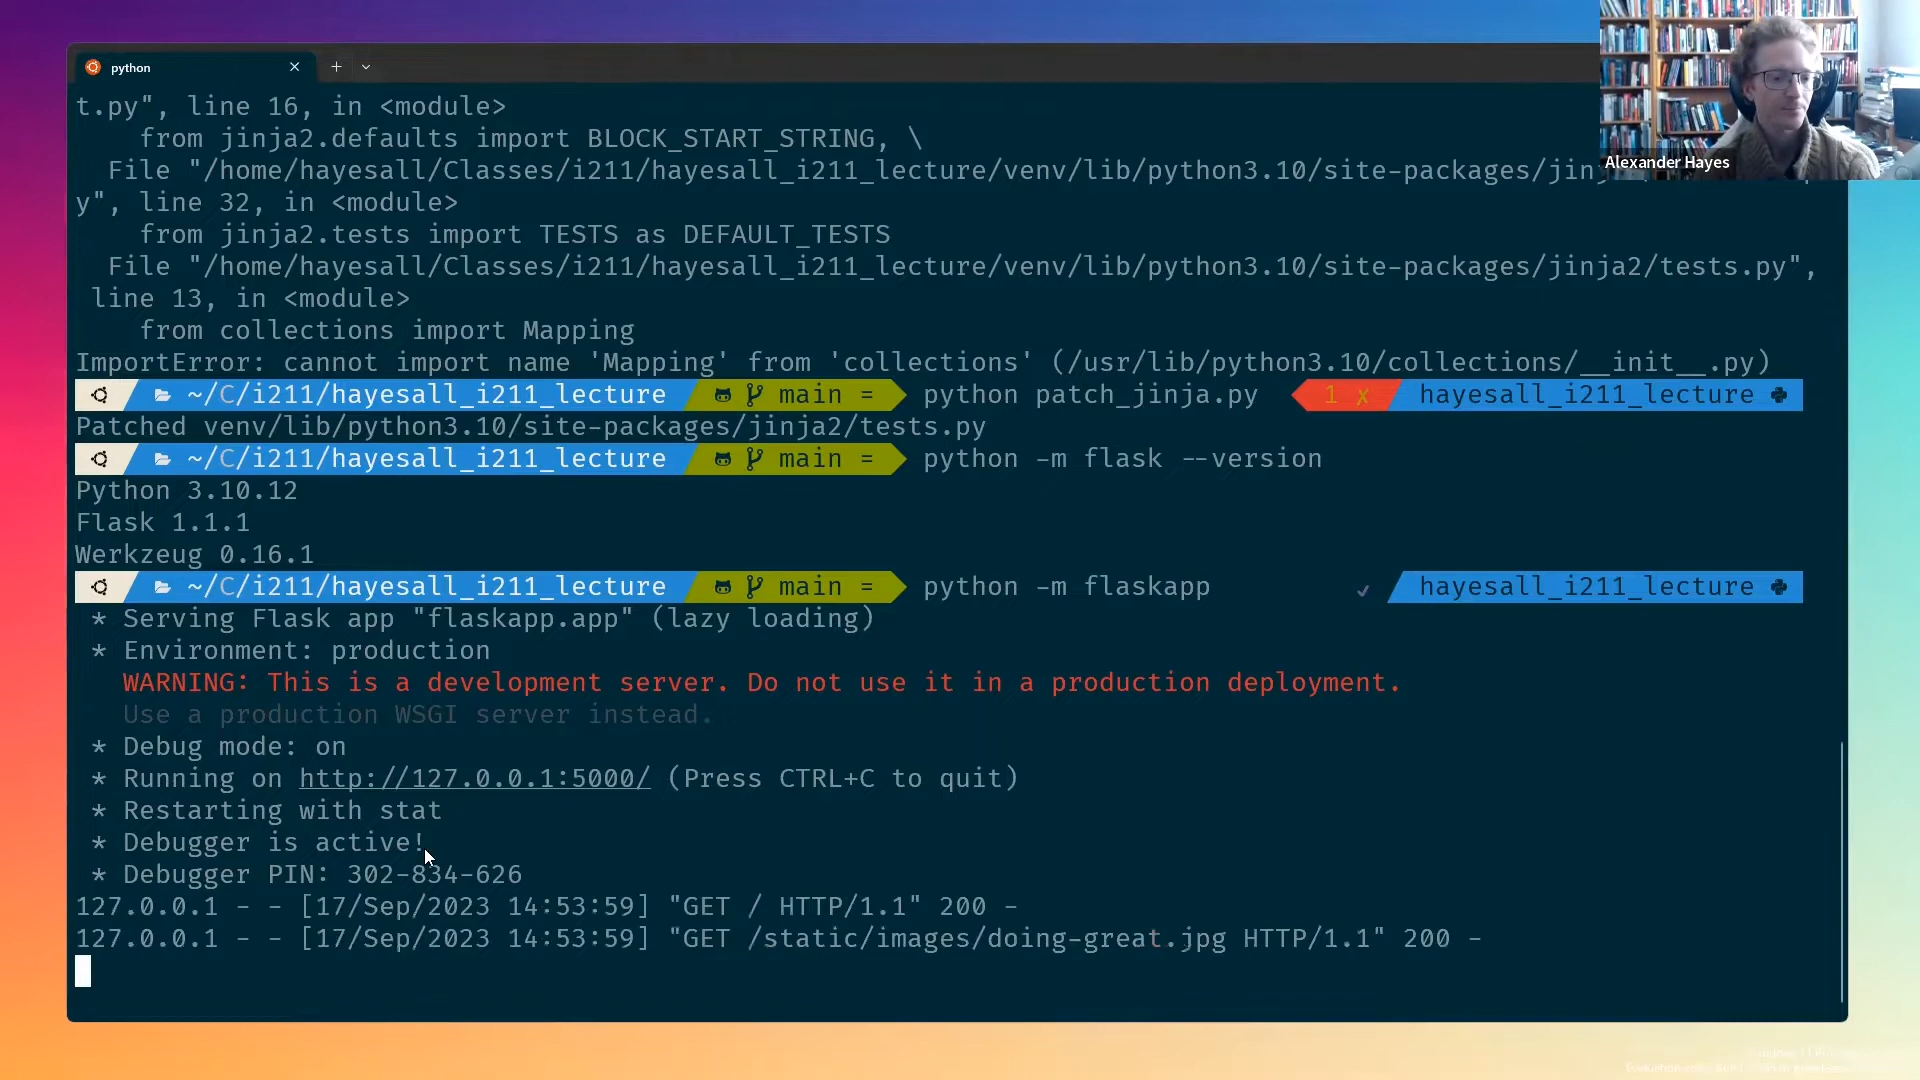 python
t.py", line 16, in <module>
from jinja2.defaults import BLOCK_START_STRING, \
File "/home/hayesall/Classes/i211/hayesall_i211_lecture/venv/lib/python3.10/site-packages/jin
y", line 32, in <module>
from jinja2.tests import TESTS as DEFAULT_TESTS
File "/home/hayesall/Classes/i211/hayesall_i211_lecture/venv/lib/python3.10/site-packages/jinja2/tests.py",
line 13, in <module>
from collections import Mapping
ImportError: cannot import name 'Mapping' from 'collections' (/usr/lib/python3.10/collections/__init__.py)
~/C/i211/hayesall_i211_lecture main = python patch_jinja.py 1 x hayesall_i211_lecture
Patched venv/lib/python3.10/site-packages/jinja2/tests.py
~/C/i211/hayesall_i211_lecture main = python -m flask --version
Python 3.10.12
Flask 1.1.1
Werkzeug 0.16.1
~/C/i211/hayesall_i211_lecture main = python -m flaskapp ✓ hayesall_i211_lecture
* Serving Flask app "flaskapp.app" (lazy loading)
* Environment: production
WARNING: This is a development server. Do not use it in a production deployment.
Use a production WSGI server instead.
* Debug mode: on
* Running on http://127.0.0.1:5000/ (Press CTRL+C to quit)
* Restarting with stat
* Debugger is active!
* Debugger PIN: 302-834-626
127.0.0.1 - - [17/Sep/2023 14:53:59] "GET / HTTP/1.1" 200 -
127.0.0.1 - - [17/Sep/2023 14:53:59] "GET /static/images/doing-great.jpg HTTP/1.1" 200 -
Alexander Hayes